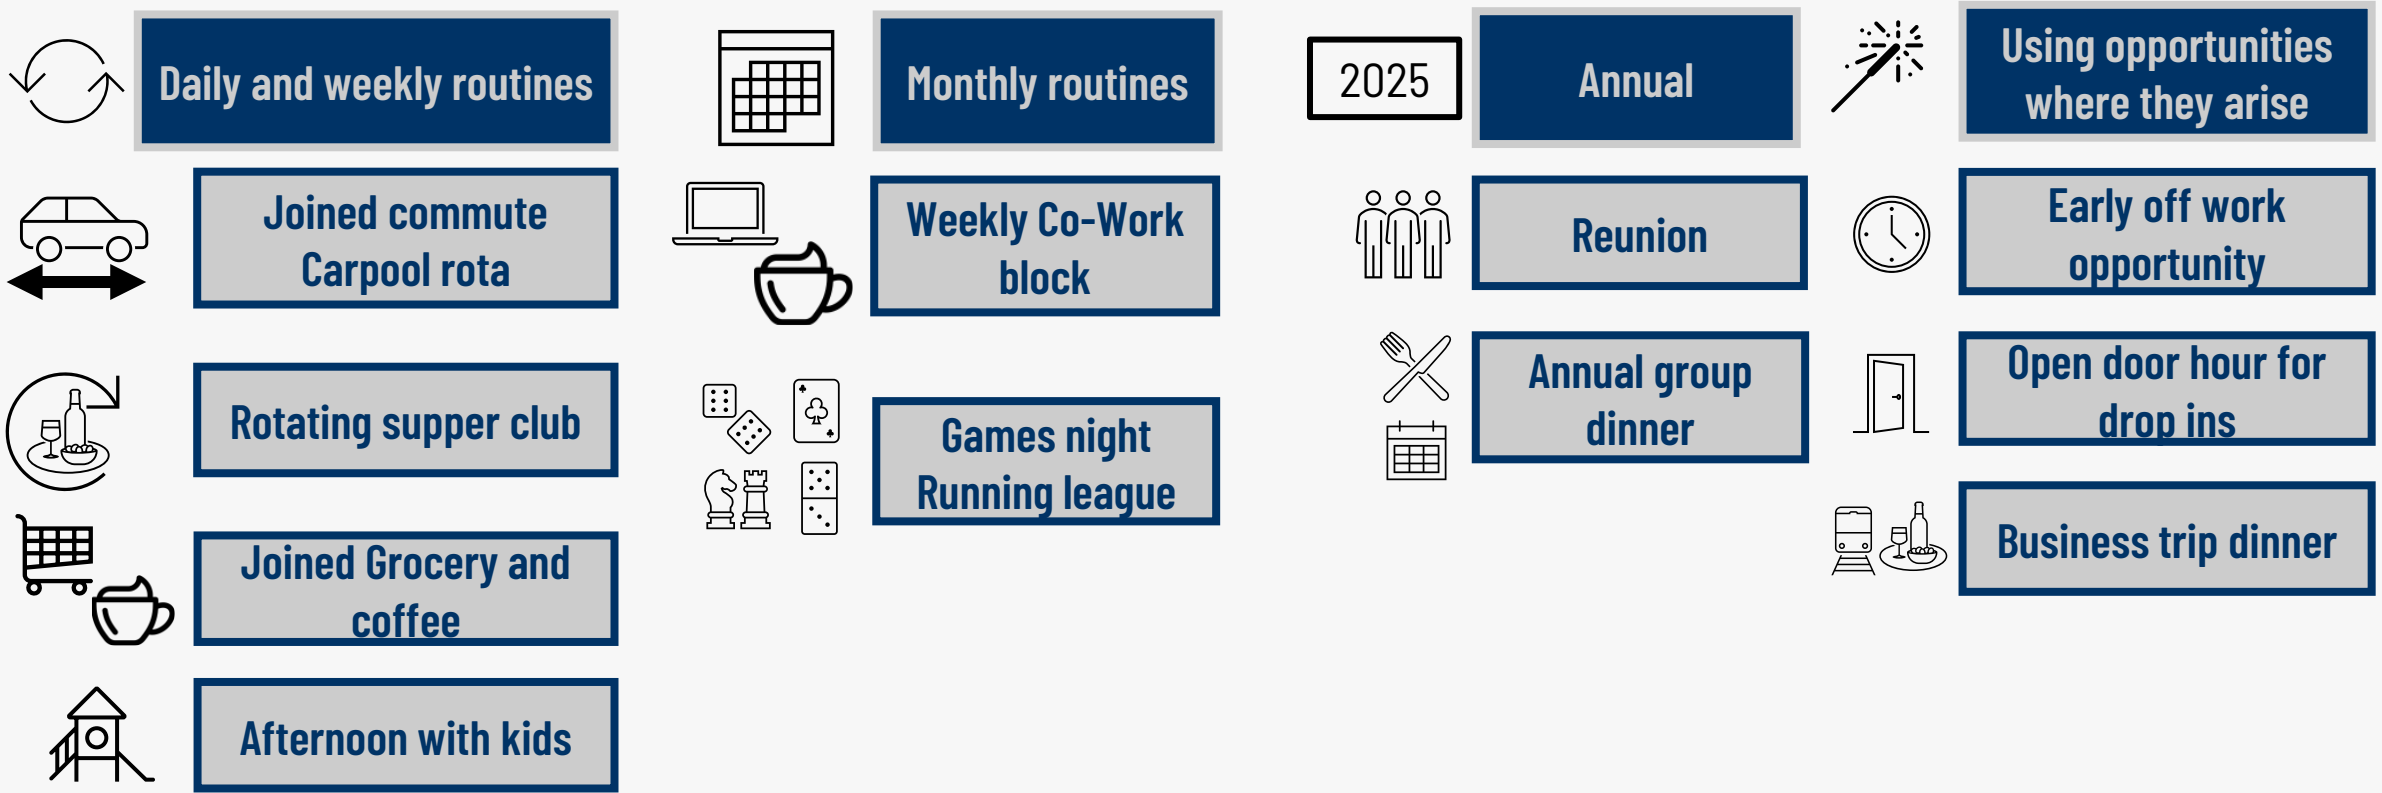 Daily and weekly routines
Joined commute
Carpool rota
Rotating supper club
Joined Grocery and
coffee
Afternoon with kids
Monthly routines
Weekly Co-Work
block
Games night
Running league
2025
Annual
Reunion
Annual group
dinner
Using opportunities
where they arise
Early off work
opportunity
Open door hour for
drop ins
Business trip dinner